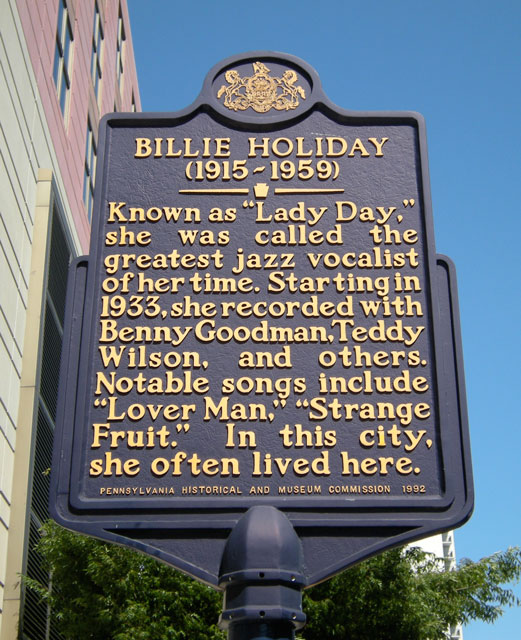 BILLIE HOLIDAY
(1915~1959)
Known as "Lady Day,"
she was called the
greatest jazz vocalist
of her time. Starting in
1933, she recorded with
Benny Goodman, Teddy
Wilson, and others.
Notable songs include
"Lover Man," "Strange
Fruit." In this city,
she often lived here.
PENNSYLVANIA HISTORICAL AND MUSEUM COMMISSION 1992